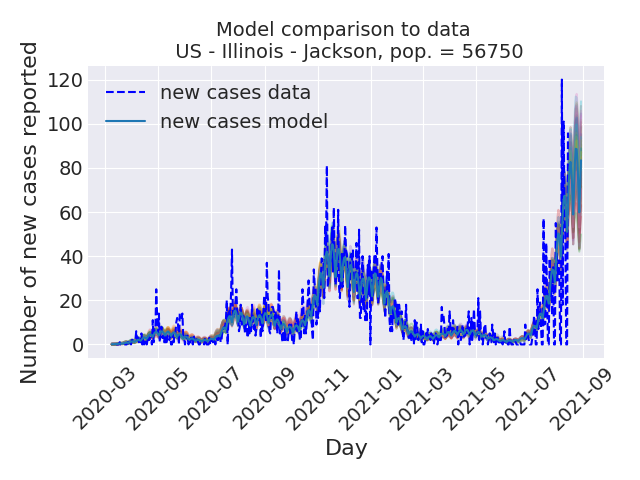 Model comparison to data
US - Illinois - Jackson, pop. = 56750
Number of new cases reported
120
100
80
60
40
20
0
new cases data
new cases model
2020-03
2020-05
2020-07
2020-09
2020-11
2021-01
2021-03
2021-05
2021-07
2021-09
Day